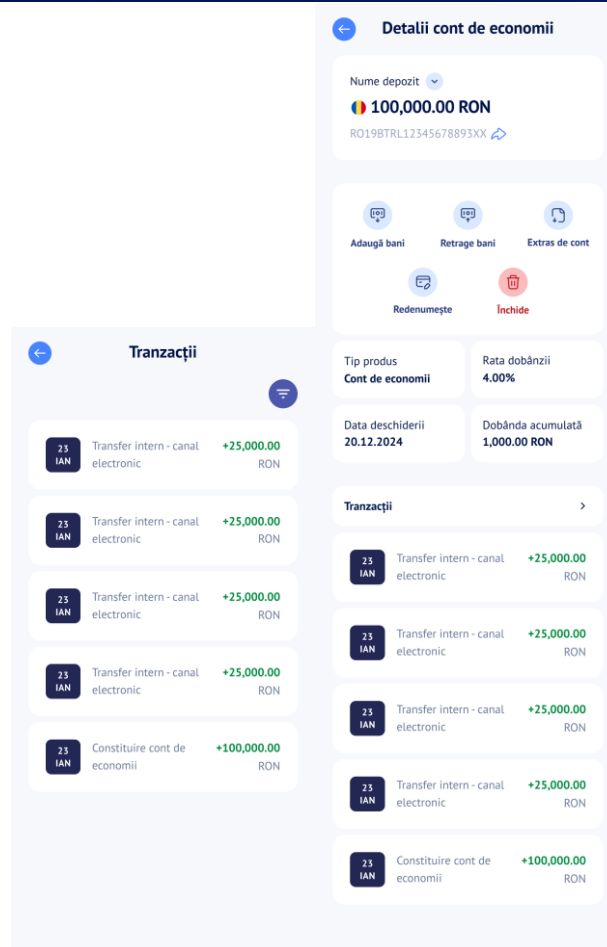 Detalii cont de economii
Nume depozit
100,000.00 RON
RO19BTRL12345678893XX
Adaugă bani
Retrage bani
Extras de cont
Redenumește
Închide
Tip produs
Cont de economii
Rata dobânzii
4.00%
Data deschiderii
20.12.2024
Dobânda acumulată
1,000.00 RON
Tranzacții
23 Transfer intern - canal +25,000.00
IAN electronic RON
23 Transfer intern - canal +25,000.00
IAN electronic RON
23 Transfer intern - canal +25,000.00
IAN electronic RON
23 Transfer intern - canal +25,000.00
IAN electronic RON
23 Constituire cont de +100,000.00
IAN economii RON
Tranzacții
23 Transfer intern - canal +25,000.00
IAN electronic RON
23 Transfer intern - canal +25,000.00
IAN electronic RON
23 Transfer intern - canal +25,000.00
IAN electronic RON
23 Transfer intern - canal +25,000.00
IAN electronic RON
23 Constituire cont de +100,000.00
IAN economii RON